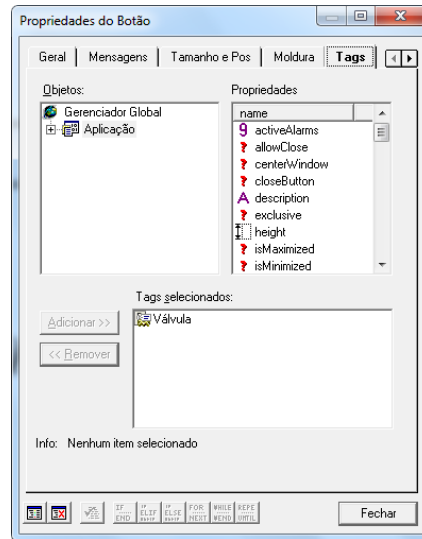 Propriedades do Botão
Geral Mensagens Tamanho e Pos Moldura Tags
Objetos: Propriedades
Gerenciador Global
Aplicação
name
9 activeAlarms
? allowClose
? centerWindow
? closeButton
A description
? exclusive
height
? isMaximized
? isMinimized
Tags selecionados:
Adicionar >>
<< Remover
Válvula
Info: Nenhum item selecionado
IF END
IF ELIF ENDIF
IF ELSE ENDIF
FOR NEXT
WHILE WEND
REPE UNTIL
Fechar